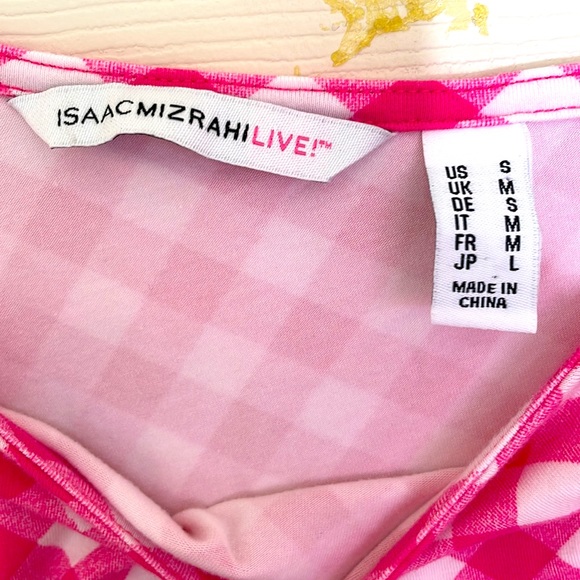 ISAACMIZRAHILIVE!™
US S
UK M
DE S
IT M
FR M
JP L
MADE IN
CHINA